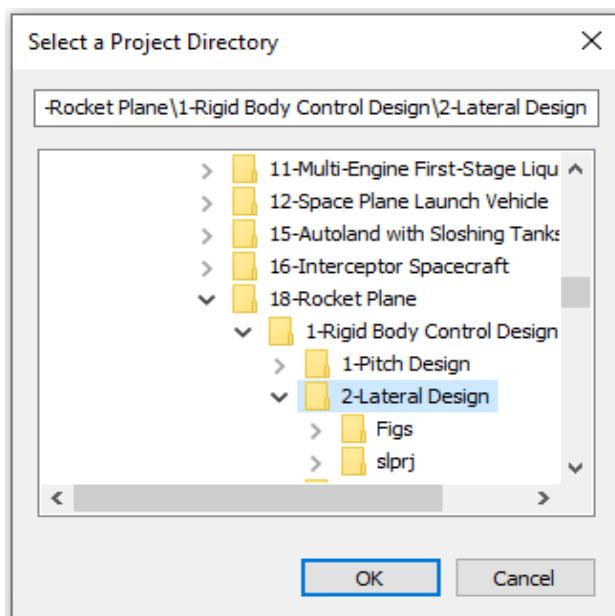 Select a Project Directory
-Rocket Plane\1-Rigid Body Control Design\2-Lateral Design
11-Multi-Engine First-Stage Liqu
12-Space Plane Launch Vehicle
15-Autoland with Sloshing Tanks
16-Interceptor Spacecraft
18-Rocket Plane
1-Rigid Body Control Design
1-Pitch Design
2-Lateral Design
Figs
slprj
OK Cancel